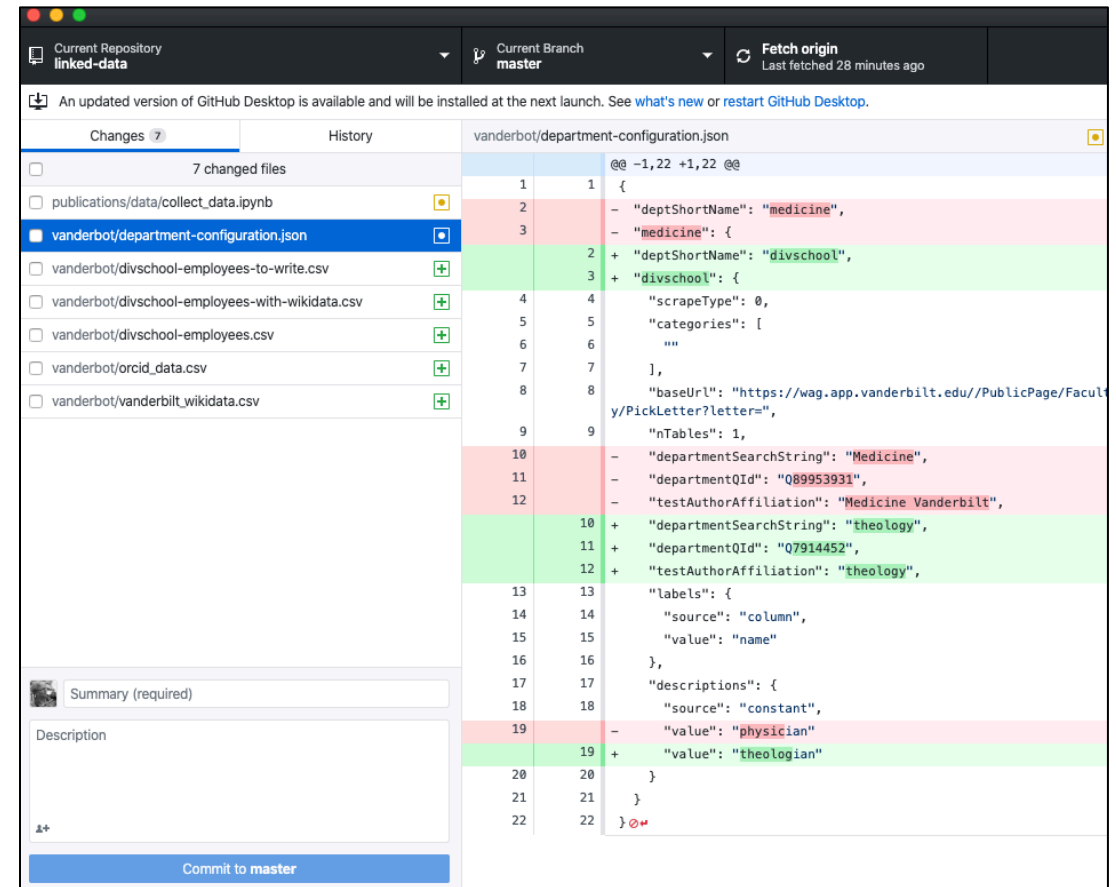 Current Repository
linked-data
Current Branch
master
Fetch origin
Last fetched 28 minutes ago
An updated version of GitHub Desktop is available and will be installed at the next launch. See what's new or restart GitHub Desktop.
Changes 7
History
7 changed files
publications/data/collect_data.ipynb
vanderbot/department-configuration.json
vanderbot/divschool-employees-to-write.csv
vanderbot/divschool-employees-with-wikidata.csv
vanderbot/divschool-employees.csv
vanderbot/orcid_data.csv
vanderbot/vanderbilt_wikidata.csv
Summary (required)
Description
Commit to master
vanderbot/department-configuration.json
@@ -1,22 +1,22 @@
1 1 {
2 - "deptShortName": "medicine",
3 - "medicine": {
2 + "deptShortName": "divschool",
3 + "divschool": {
4 4 "scrapeType": 0,
5 5 "categories": [
6 6 ""
7 7 ],
8 8 "baseUrl": "https://wag.app.vanderbilt.edu//PublicPage/Facult
y/PickLetter?letter=",
9 9 "nTables": 1,
10 - "departmentSearchString": "Medicine",
11 - "departmentQId": "Q89953931",
12 - "testAuthorAffiliation": "Medicine Vanderbilt",
10 + "departmentSearchString": "theology",
11 + "departmentQId": "Q7914452",
12 + "testAuthorAffiliation": "theology",
13 13 "labels": {
14 14 "source": "column",
15 15 "value": "name"
16 16 },
17 17 "descriptions": {
18 18 "source": "constant",
19 - "value": "physician"
19 + "value": "theologian"
20 20 }
21 21 }
22 22 }